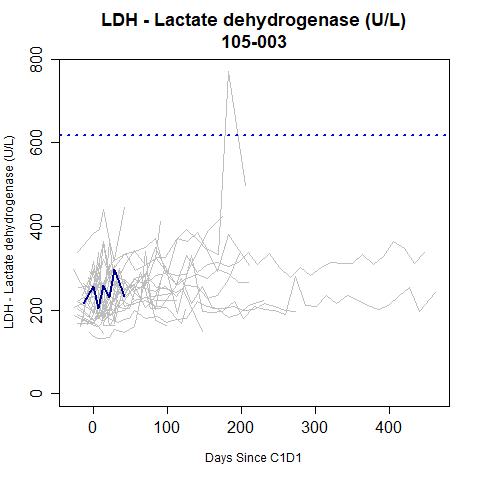 LDH - Lactate dehydrogenase (U/L)
105-003
LDH - Lactate dehydrogenase (U/L)
800
600
400
200
0
0 100 200 300 400
Days Since C1D1